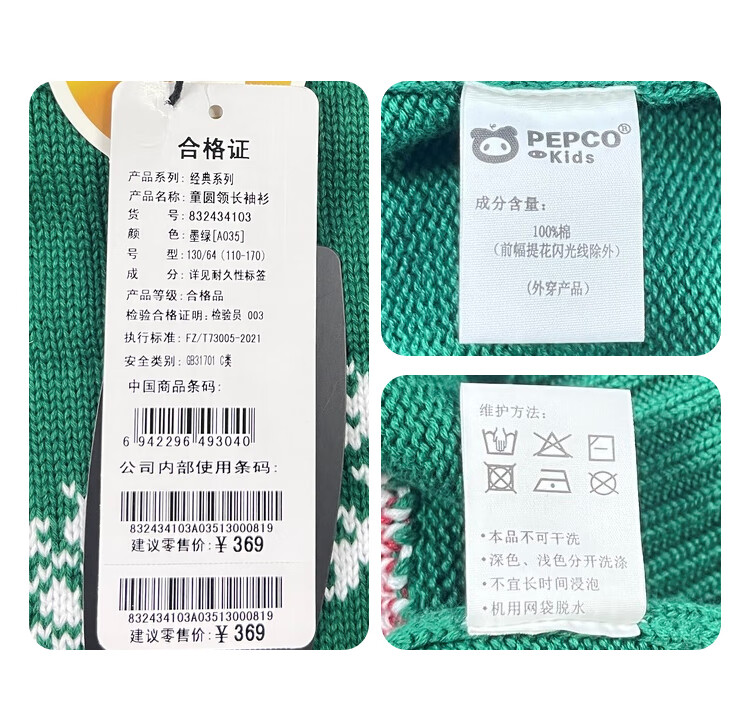 合格证
产品系列: 经典系列
产品名称: 童圆领长袖衫
货 号: 832434103
颜 色: 墨绿[A035]
号 型: 130/64 (110-170)
成 分: 详见耐久性标签
产品等级: 合格品
检验合格证明: 检验员 003
执行标准: FZ/T73005-2021
安全类别: GB31701 C类
中国商品条码:
6 942296 493040
公司内部使用条码:
832434103A03513000819
建议零售价: ¥ 369
832434103A03513000819
建议零售价: ¥ 369
PEPCO®
Kids
成分含量:
100%棉
(前幅提花闪光线除外)
(外穿产品)
维护方法:
·本品不可干洗
·深色、浅色分开洗涤
·不宜长时间浸泡
·机用网袋脱水